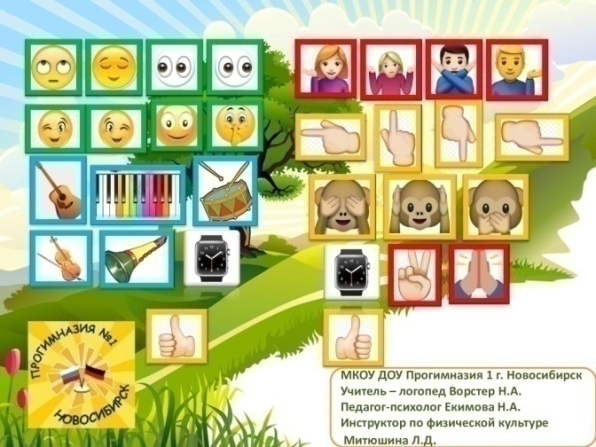 ПРОГИМНАЗИЯ №1
НОВОСИБИРСК
МКОУ ДОУ Прогимназия 1 г. Новосибирск
Учитель – логопед Ворстер Н.А.
Педагог-психолог Екимова Н.А.
Инструктор по физической культуре
Митюшина Л.Д.